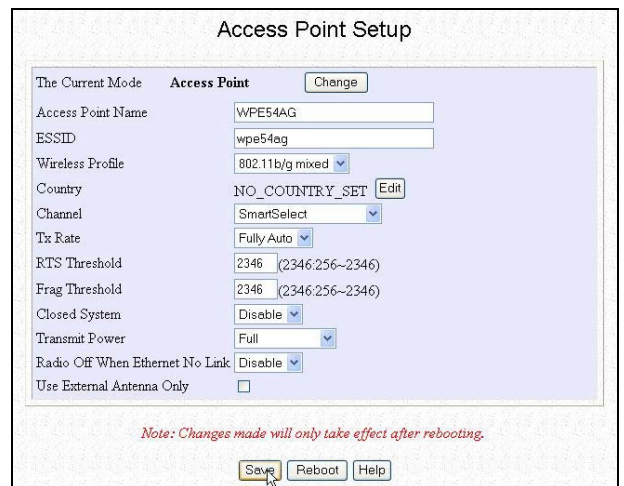 Access Point Setup
The Current Mode Access Point Change
Access Point Name WPE54AG
ESSID wpe54ag
Wireless Profile 802.11b/g mixed
Country NO_COUNTRY_SET Edit
Channel SmartSelect
Tx Rate Fully Auto
RTS Threshold 2346 (2346:256~2346)
Frag Threshold 2346 (2346:256~2346)
Closed System Disable
Transmit Power Full
Radio Off When Ethernet No Link Disable
Use External Antenna Only
Note: Changes made will only take effect after rebooting.
Save Reboot Help